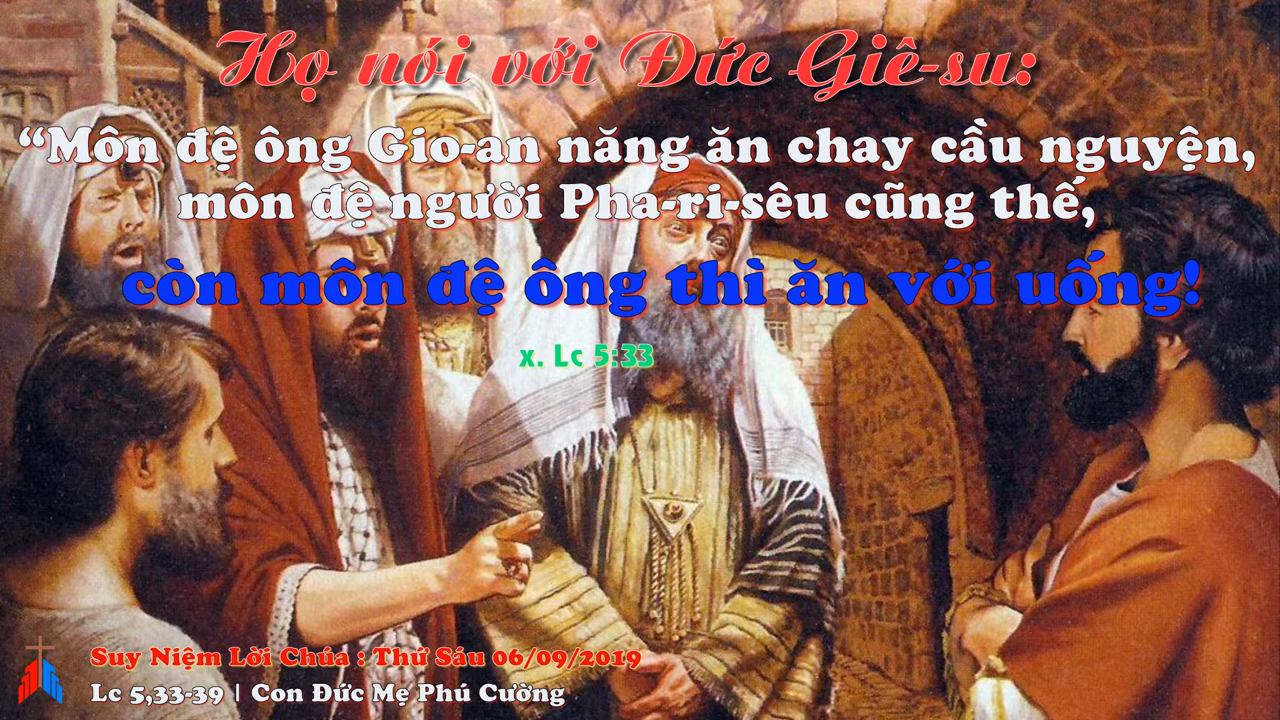 Họ nói với Đức Giê-su:
“Môn đệ ông Gio-an năng ăn chay cầu nguyện,
môn đệ người Pha-ri-sêu cũng thế,
còn môn đệ ông thì ăn với uống!
x. Lc 5:33
Suy Niệm Lời Chúa : Thứ Sáu 06/09/2019
Lc 5,33-39 | Con Đức Mẹ Phú Cường